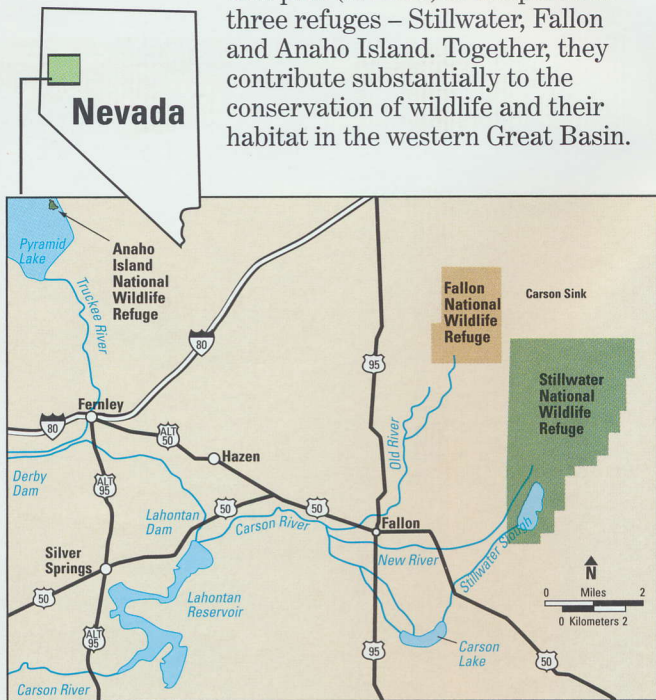 three refuges – Stillwater, Fallon
and Anaho Island. Together, they
contribute substantially to the
conservation of wildlife and their
habitat in the western Great Basin.
Nevada
Pyramid
Lake
Anaho
Island
National
Wildlife
Refuge
Truckee River
80
95
Fallon
National
Wildlife
Refuge
Carson Sink
Stillwater
National
Wildlife
Refuge
Fernley
80
ALT
50
Hazen
Old River
Derby
Dam
ALT
95
Lahontan
Dam
50
50
Carson River
Fallon
New River
Stillwater Slough
Silver
Springs
50
Lahontan
Reservoir
ALT
95
Carson River
95
Carson
Lake
50
N
0 Miles 2
0 Kilometers 2